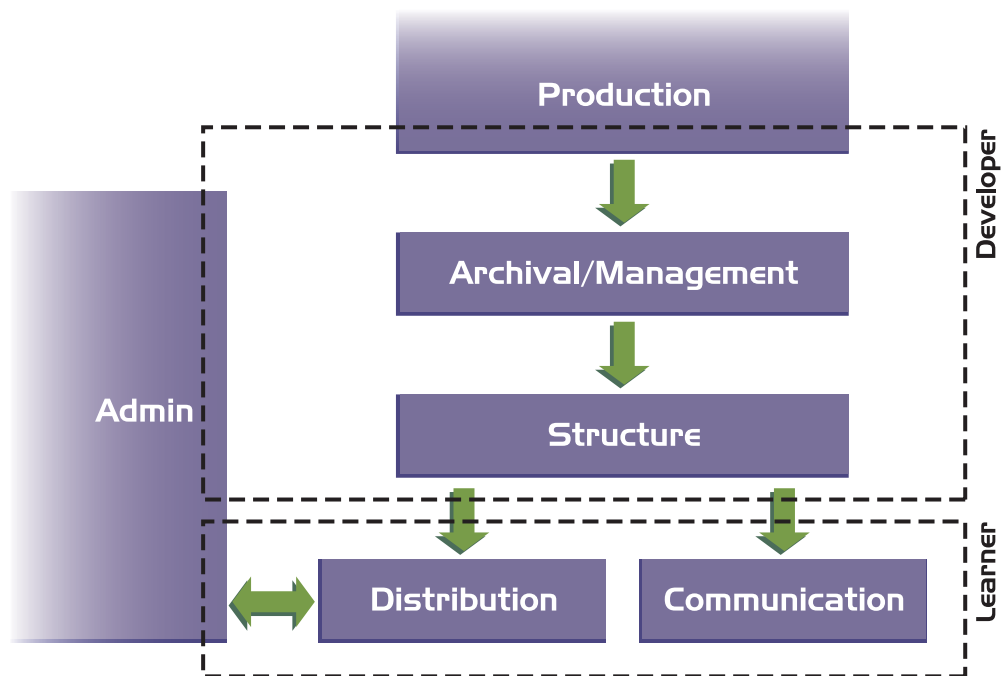 Production
Developer
Archival/Management
Admin
Structure
Distribution
Communication
Learner